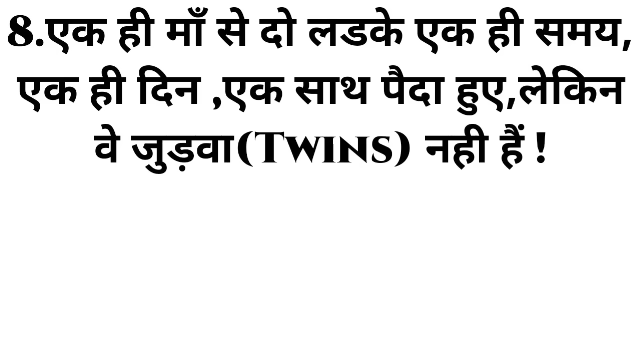 8.एक ही माँ से दो लडके एक ही समय,
एक ही दिन ,एक साथ पैदा हुए,लेकिन
वे जुड़वा(TWINS) नही हैं !